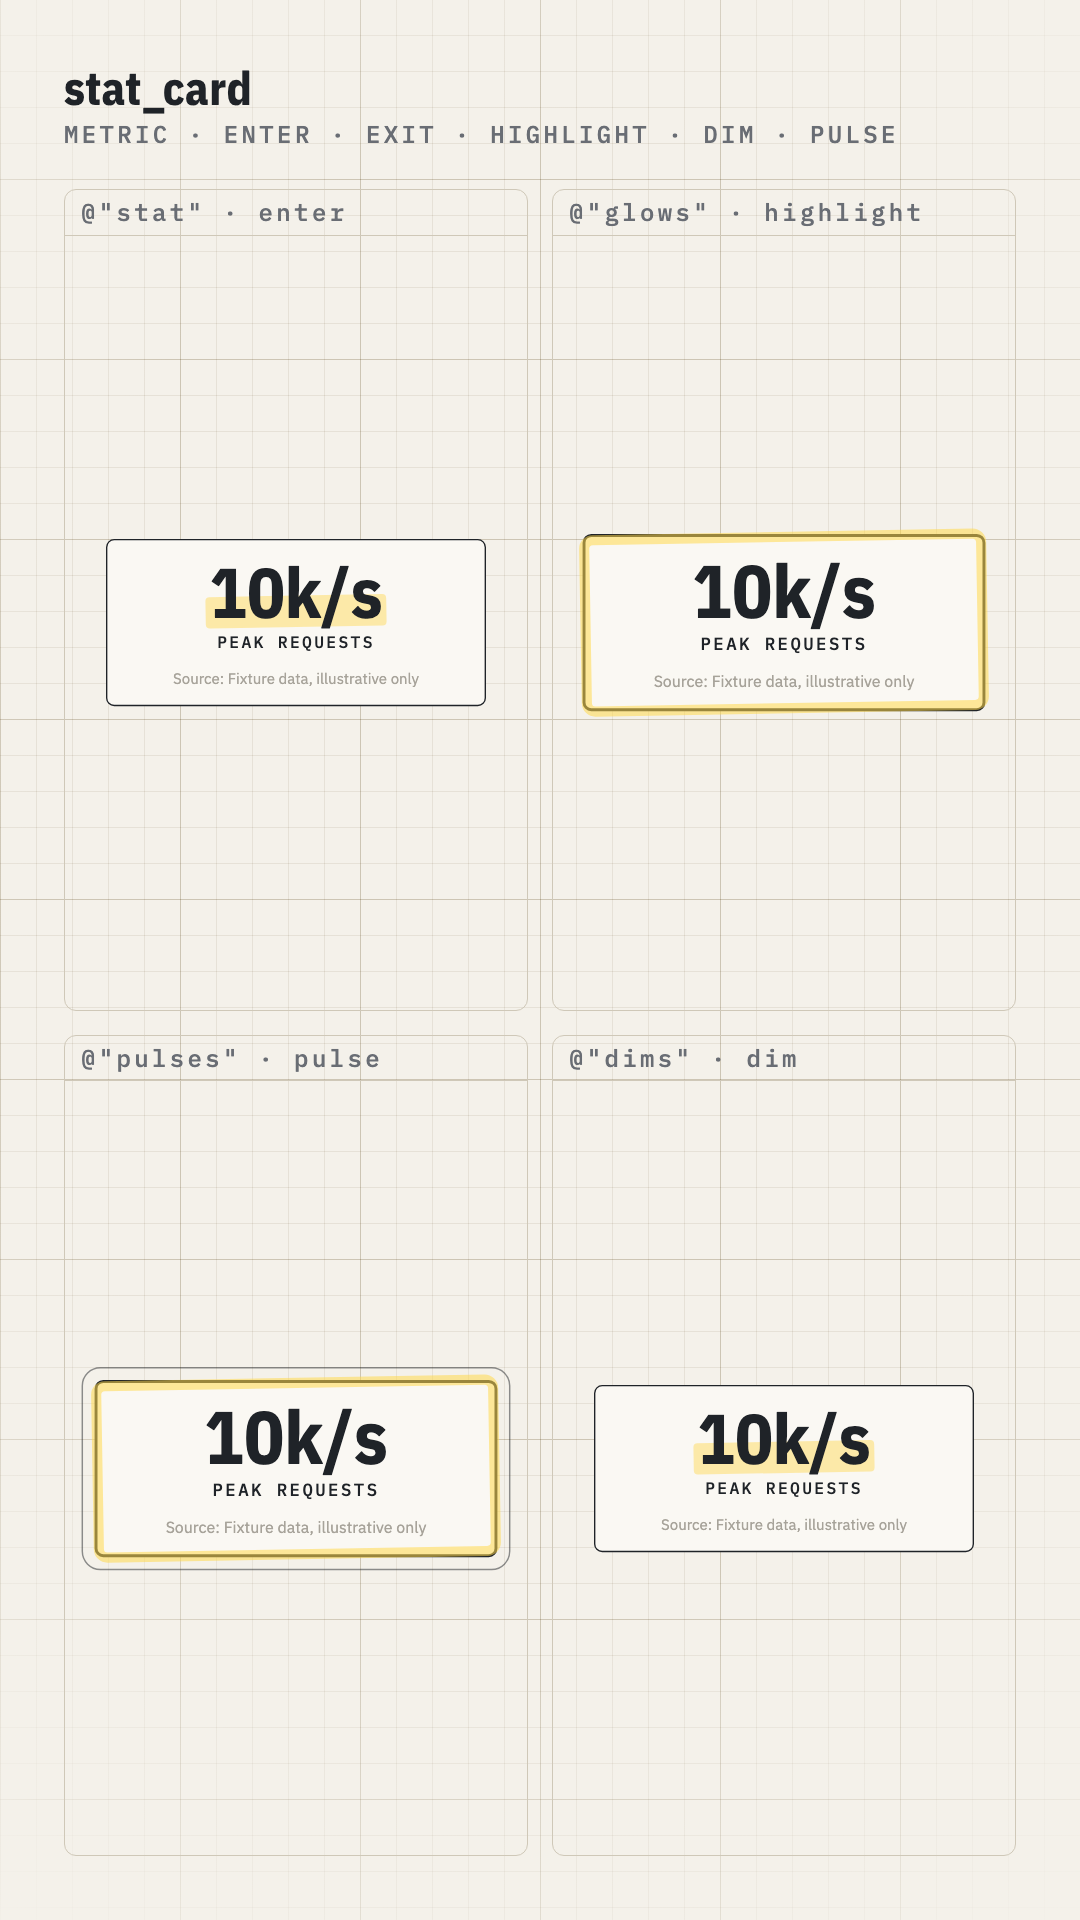 stat_card
METRIC · ENTER · EXIT · HIGHLIGHT · DIM · PULSE
@"stat" · enter
10k/s
PEAK REQUESTS
Source: Fixture data, illustrative only
@"glows" · highlight
10k/s
PEAK REQUESTS
Source: Fixture data, illustrative only
@"pulses" · pulse
10k/s
PEAK REQUESTS
Source: Fixture data, illustrative only
@"dims" · dim
10k/s
PEAK REQUESTS
Source: Fixture data, illustrative only